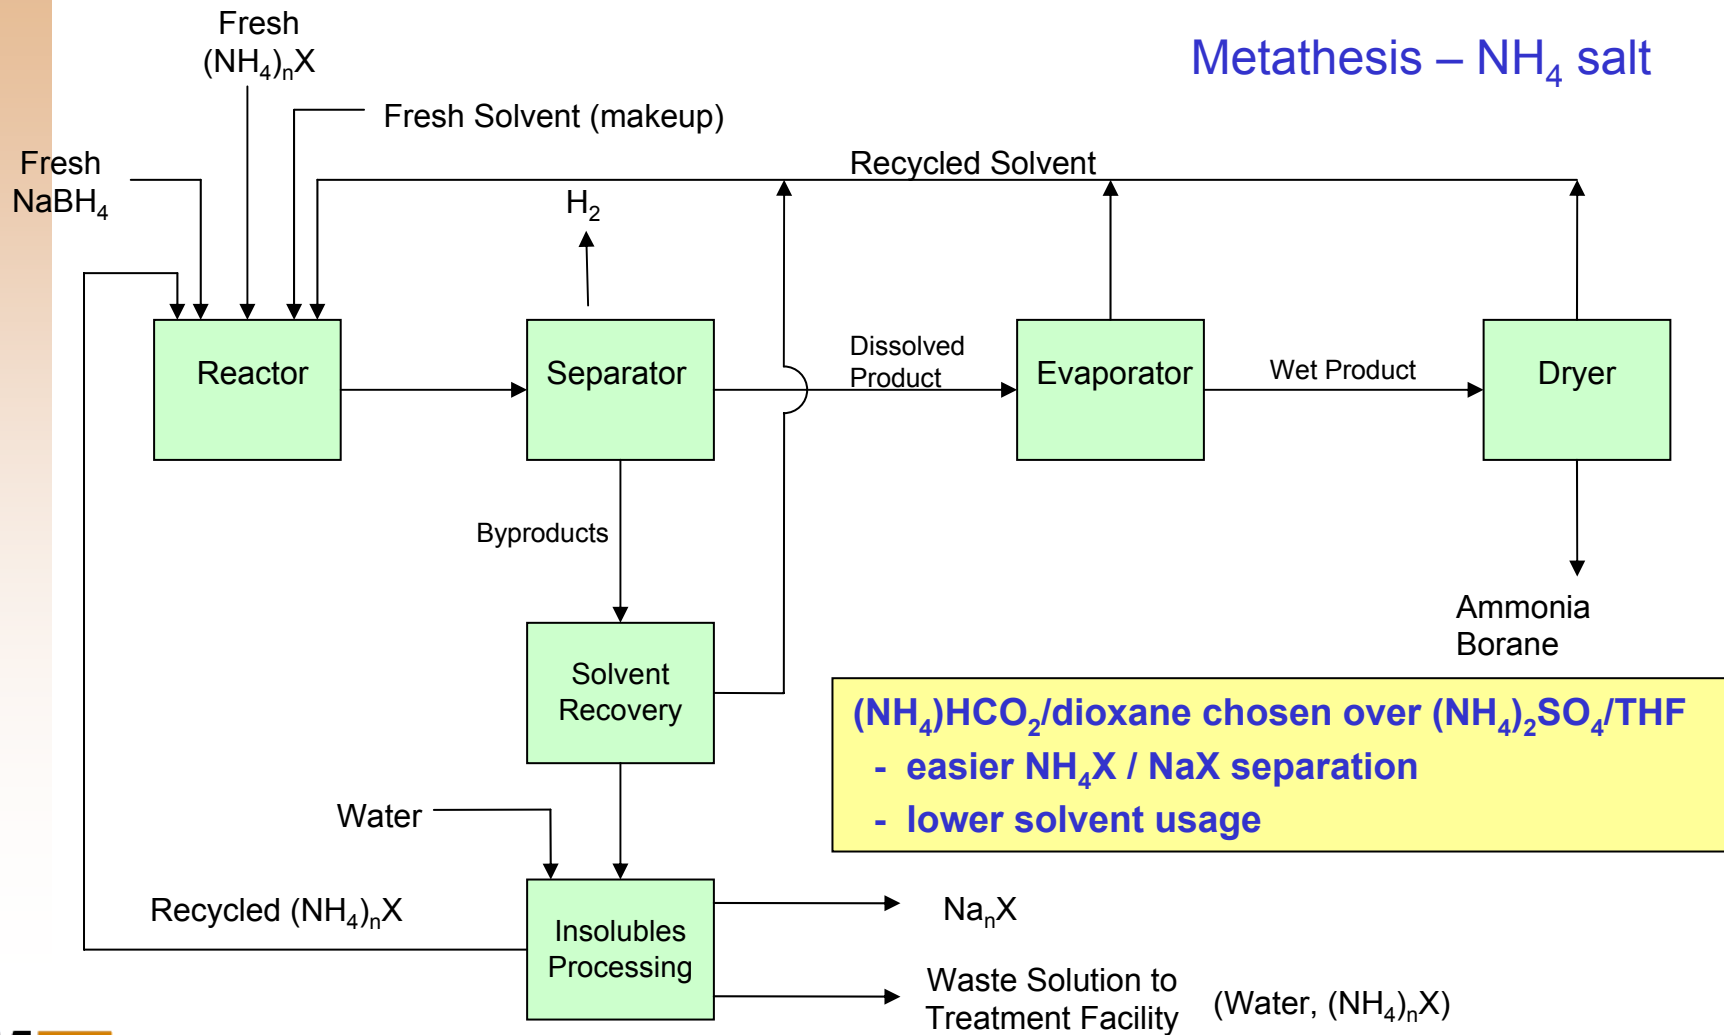 Fresh
(NH₄)ₙX
Metathesis – NH₄ salt
Fresh Solvent (makeup)
Fresh
NaBH₄
Recycled Solvent
H₂
Reactor
Separator
Dissolved
Product
Evaporator
Wet Product
Dryer
Byproducts
Ammonia
Borane
Solvent
Recovery
(NH₄)HCO₂/dioxane chosen over (NH₄)₂SO₄/THF
- easier NH₄X / NaX separation
- lower solvent usage
Water
Recycled (NH₄)ₙX
Insolubles
Processing
NaₙX
Waste Solution to
Treatment Facility
(Water, (NH₄)ₙX)